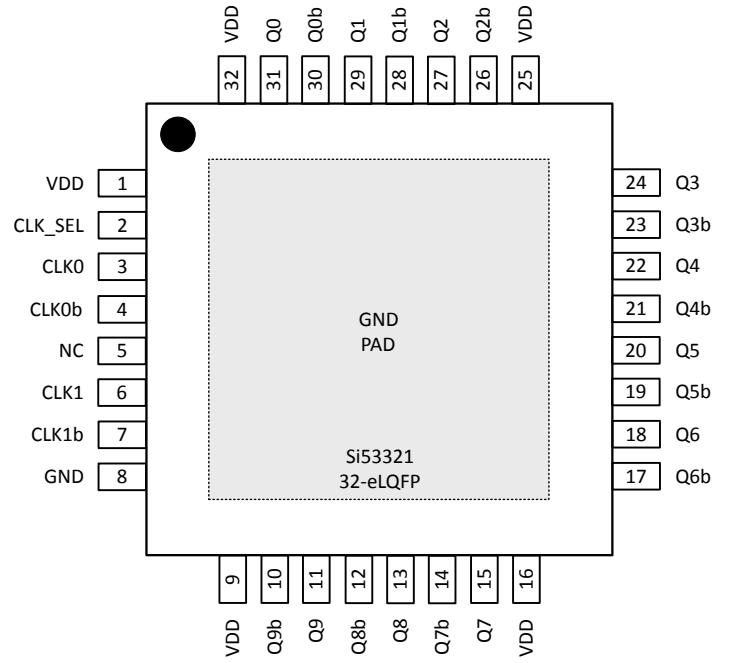 VDD Q0 Q0b Q1 Q1b Q2 Q2b VDD
32 31 30 29 28 27 26 25
VDD 1
CLK_SEL 2
CLK0 3
CLK0b 4
NC 5
CLK1 6
CLK1b 7
GND 8
GND
PAD
Si53321
32-eLQFP
24 Q3
23 Q3b
22 Q4
21 Q4b
20 Q5
19 Q5b
18 Q6
17 Q6b
9 10 11 12 13 14 15 16
VDD Q9b Q9 Q8b Q8 Q7b Q7 VDD